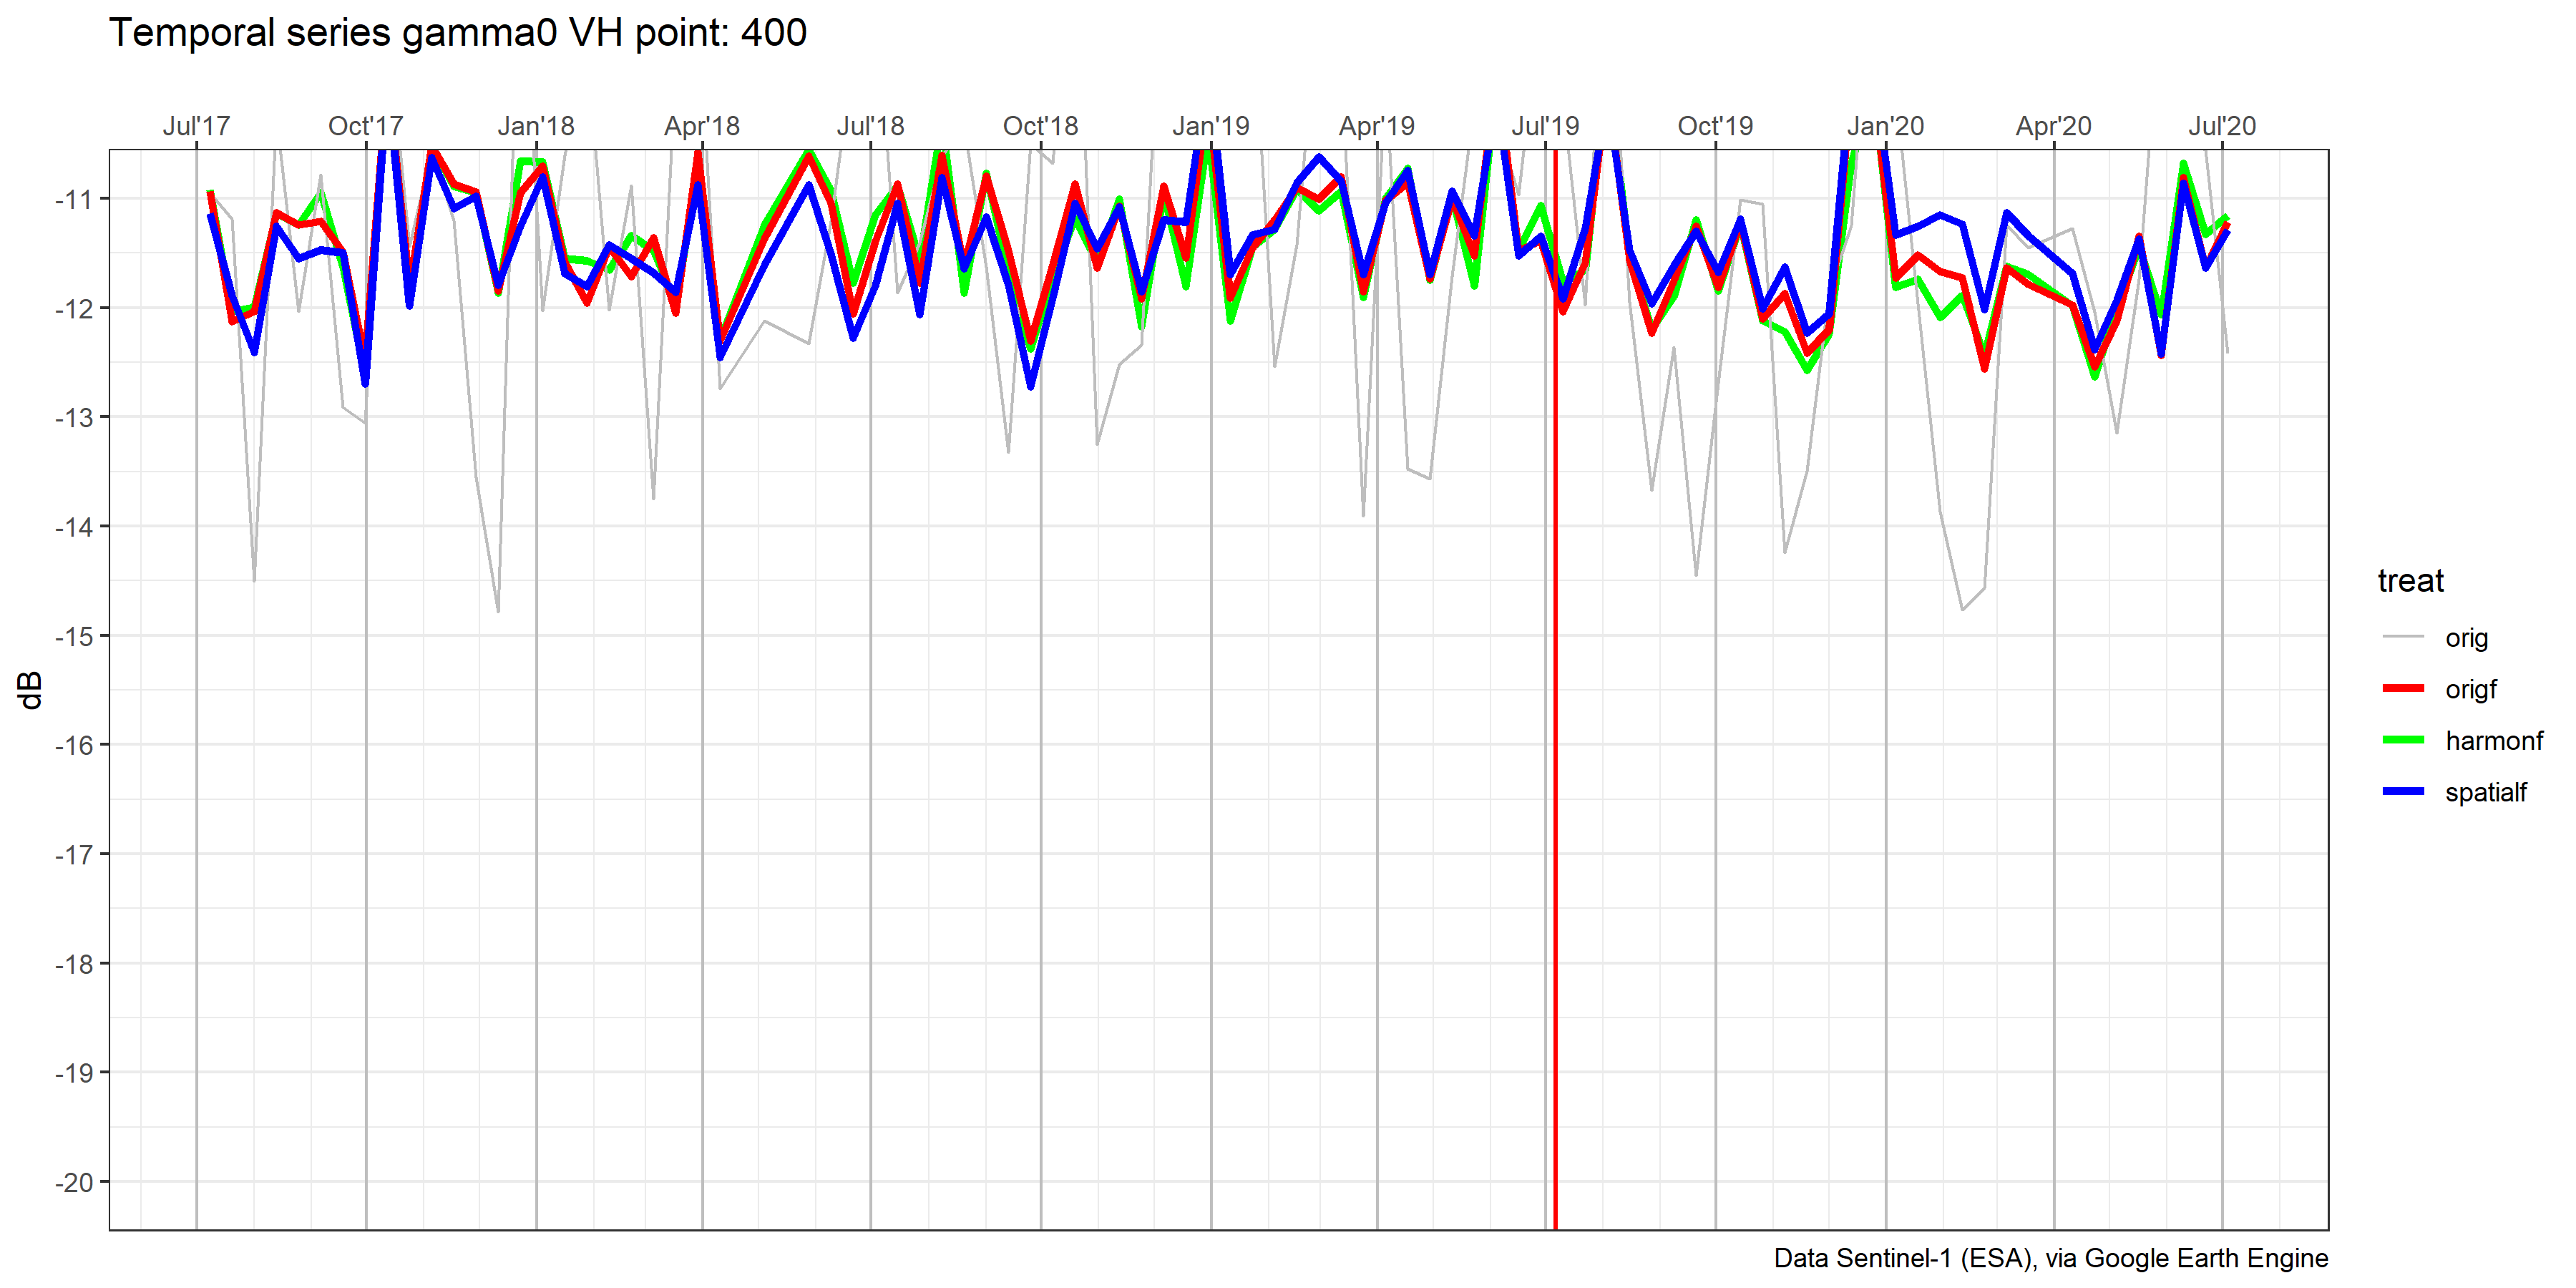 Temporal series gamma0 VH point: 400
Jul'17 Oct'17 Jan'18 Apr'18 Jul'18 Oct'18 Jan'19 Apr'19 Jul'19 Oct'19 Jan'20 Apr'20 Jul'20
-11
-12
-13
-14
-15
-16
-17
-18
-19
-20
dB
treat
orig
origf
harmonf
spatialf
Data Sentinel-1 (ESA), via Google Earth Engine